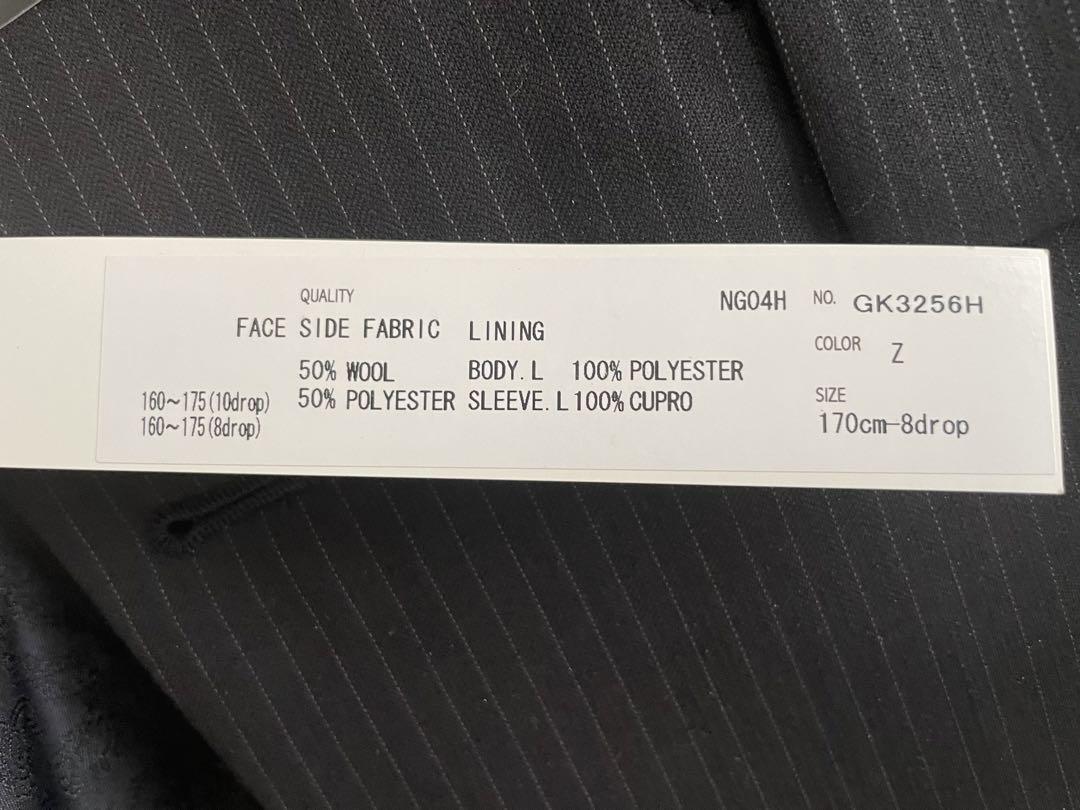 QUALITY
NG04H NO. GK3256H
FACE SIDE FABRIC LINING
COLOR Z
50% WOOL BODY.L 100% POLYESTER
160~175(10drop) 50% POLYESTER SLEEVE.L 100% CUPRO
SIZE
160~175(8drop)
170cm-8drop